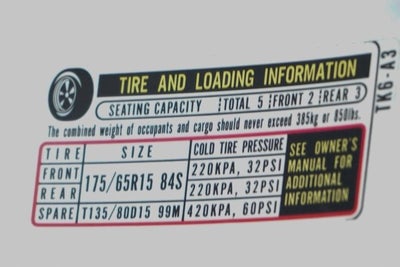 TIRE AND LOADING INFORMATION
SEATING CAPACITY TOTAL 5 FRONT 2 REAR 3
The combined weight of occupants and cargo should never exceed 385kg or 850lbs.
TIRE SIZE COLD TIRE PRESSURE
FRONT 175/65R15 84S 220KPA, 32PSI
REAR 220KPA, 32PSI
SPARE T135/80D15 99M 420KPA, 60PSI
SEE OWNER'S
MANUAL FOR
ADDITIONAL
INFORMATION
TK6-A3